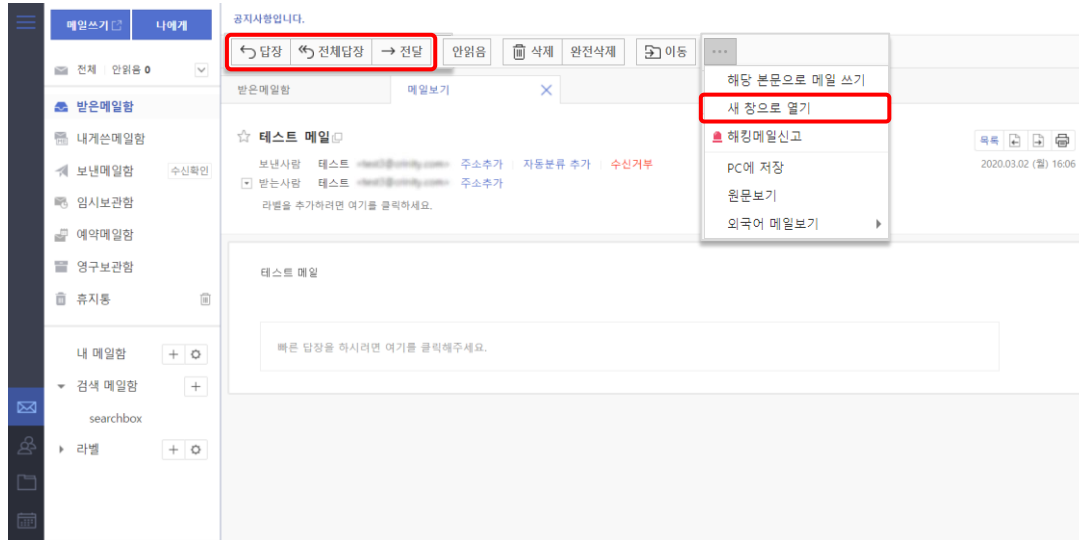 메일쓰기 나에게
전체 안읽음 0
받은메일함
내게쓴메일함
보낸메일함 수신확인
임시보관함
예약메일함
영구보관함
휴지통
내 메일함
검색 메일함
searchbox
라벨
공지사항입니다.
답장 전체답장 전달 안읽음 삭제 완전삭제 이동 ...
받은메일함 메일보기
테스트 메일
목록
보낸사람 테스트 주소추가 자동분류 추가 수신거부
2020.03.02 (월) 16:06
받는사람 테스트 주소추가
라벨을 추가하려면 여기를 클릭하세요.
해당 본문으로 메일 쓰기
새 창으로 열기
해킹메일신고
PC에 저장
원문보기
외국어 메일보기
테스트 메일
빠른 답장을 하시려면 여기를 클릭해주세요.